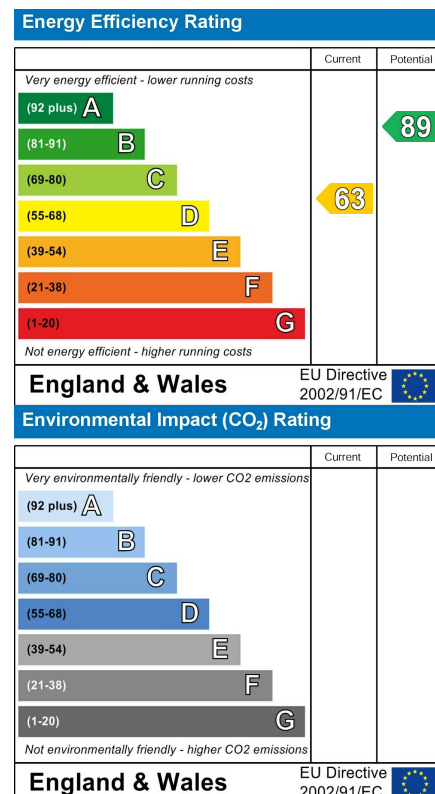 Energy Efficiency Rating
Current Potential
Very energy efficient - lower running costs
(92 plus) A
(81-91) B
89
(69-80) C
(55-68) D
63
(39-54) E
(21-38) F
(1-20) G
Not energy efficient - higher running costs
England & Wales
EU Directive
2002/91/EC
Environmental Impact (CO₂) Rating
Current Potential
Very environmentally friendly - lower CO2 emissions
(92 plus) A
(81-91) B
(69-80) C
(55-68) D
(39-54) E
(21-38) F
(1-20) G
Not environmentally friendly - higher CO2 emissions
England & Wales
EU Directive
2002/91/EC